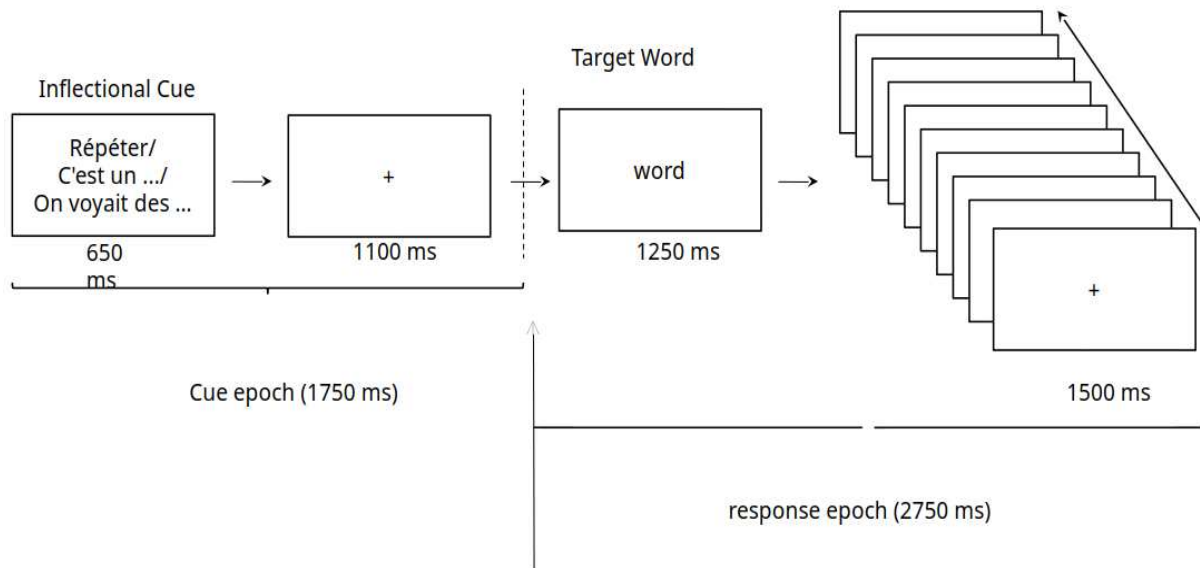 Target Word
Inflectional Cue
Répéter/
C'est un .../
On voyait des ...
+
word
+
650
ms
1100 ms
1250 ms
1500 ms
Cue epoch (1750 ms)
response epoch (2750 ms)